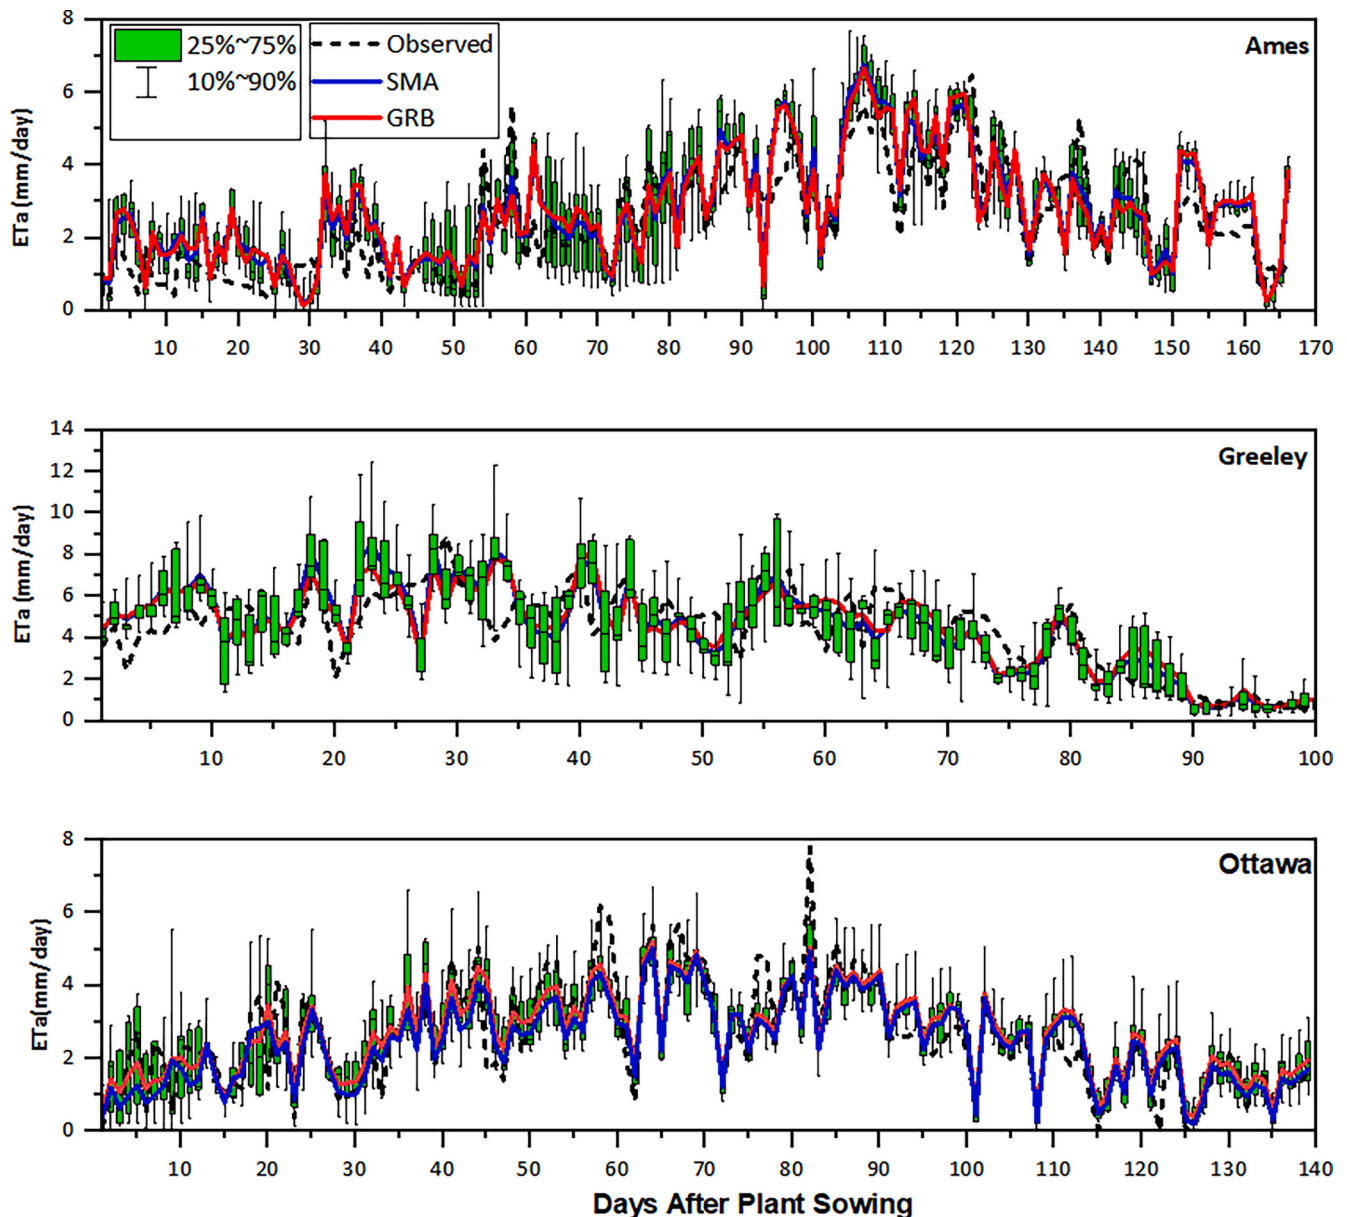 8
6
4
2
0
ETa (mm/day)
25%~75%
10%~90%
Observed
SMA
GRB
Ames
10 20 30 40 50 60 70 80 90 100 110 120 130 140 150 160 170
14
12
10
8
6
4
2
0
ETa (mm/day)
Greeley
10 20 30 40 50 60 70 80 90 100
8
6
4
2
0
ETa(mm/day)
Ottawa
10 20 30 40 50 60 70 80 90 100 110 120 130 140
Days After Plant Sowing